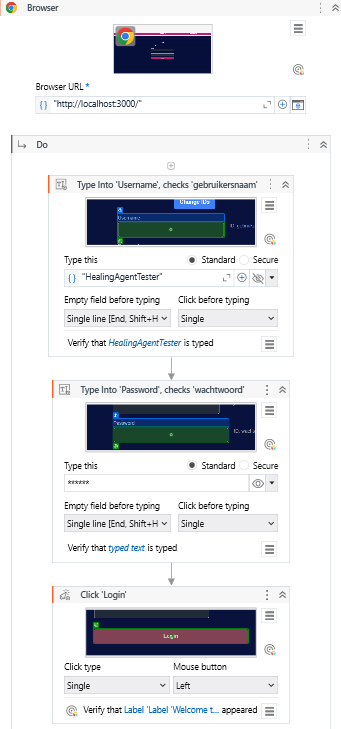 Browser
Browser URL *
"http://localhost:3000/"
Do
Type Into 'Username', checks 'gebruikersnaam'
Change IDs
Username
Type this
Standard
Secure
"HealingAgentTester"
Empty field before typing
Click before typing
Single line [End, Shift+H
Single
Verify that HealingAgentTester is typed
Type Into 'Password', checks 'wachtwoord'
Password
Type this
Standard
Secure
******
Empty field before typing
Click before typing
Single line [End, Shift+H
Single
Verify that typed text is typed
Click 'Login'
Login
Click type
Mouse button
Single
Left
Verify that Label 'Label 'Welcome t... appeared